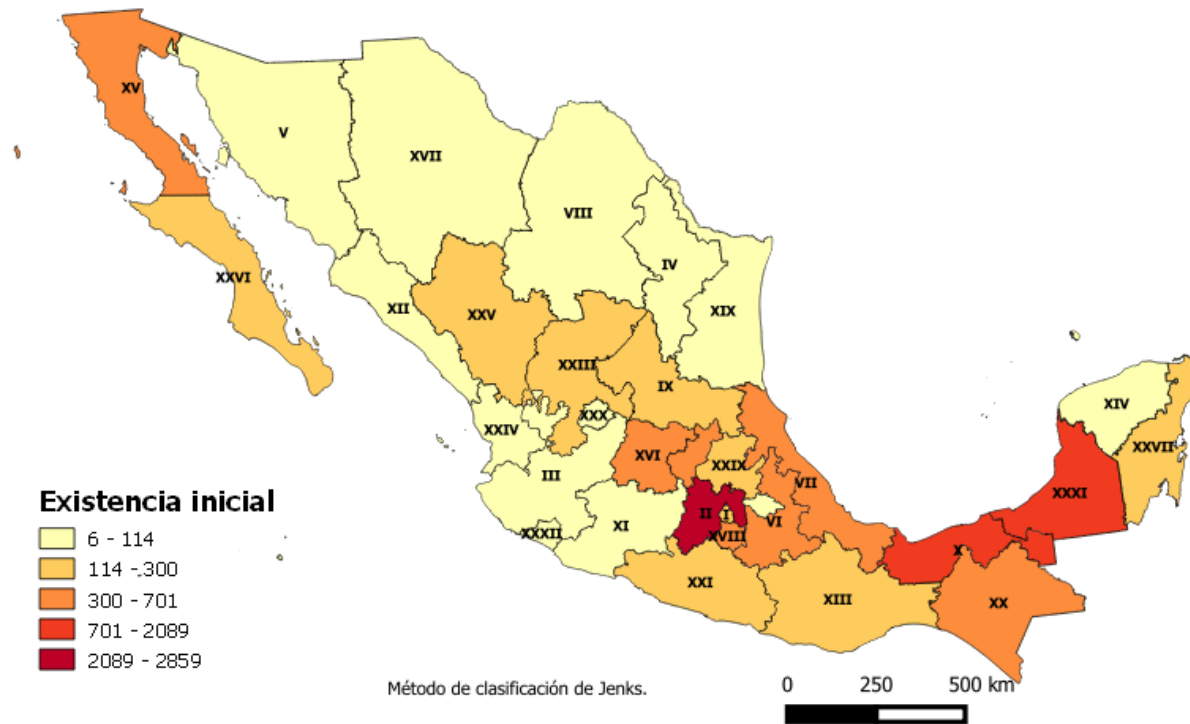 XV
V
XVII
VIII
IV
XXVI
XII
XIX
XXV
XXIII
IX
XXX
XIV
XXIV
XXVII
XVI
XXIX
III
VII
XXXI
Existencia inicial
6 - 114
114 - 300
300 - 701
701 - 2089
2089 - 2859
II
I
VI
XI
XXXII
XVIII
X
XXI
XIII
XX
Método de clasificación de Jenks.
0 250 500 km